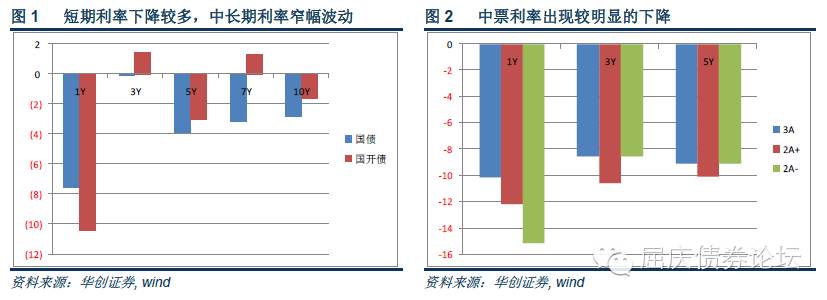 图 1 短期利率下降较多，中长期利率窄幅波动
2
0
(2)
(4)
(6)
(8)
(10)
(12)
1Y 3Y 5Y 7Y 10Y
国债
国开债
资料来源：华创证券, wind
图 2 中票利率出现较明显的下降
0
-2
-4
-6
-8
-10
-12
-14
-16
1Y 3Y 5Y
3A
2A+
2A-
资料来源：华创证券, wind
屈庆债券论坛